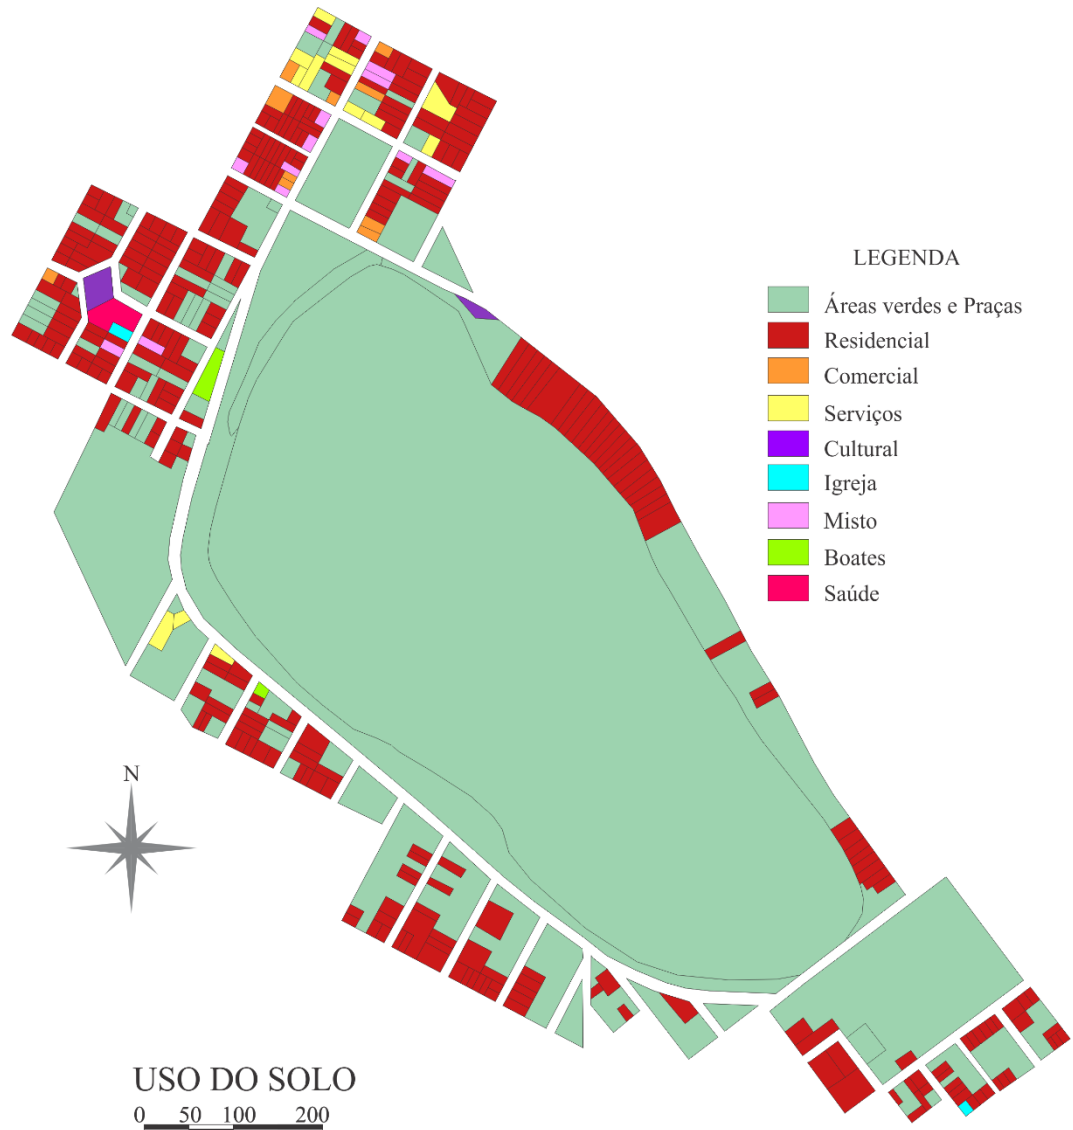 LEGENDA
Áreas verdes e Praças
Residencial
Comercial
Serviços
Cultural
Igreja
Misto
Boates
Saúde
N
USO DO SOLO
0 50 100 200